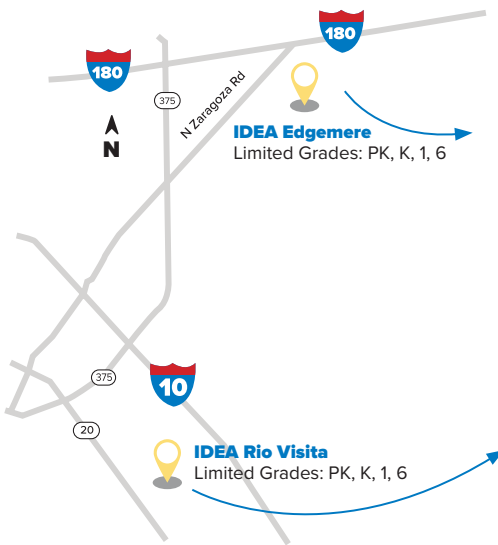 180
180
375
N Zaragoza Rd
N
IDEA Edgemere
Limited Grades: PK, K, 1, 6
375
10
20
IDEA Rio Visita
Limited Grades: PK, K, 1, 6